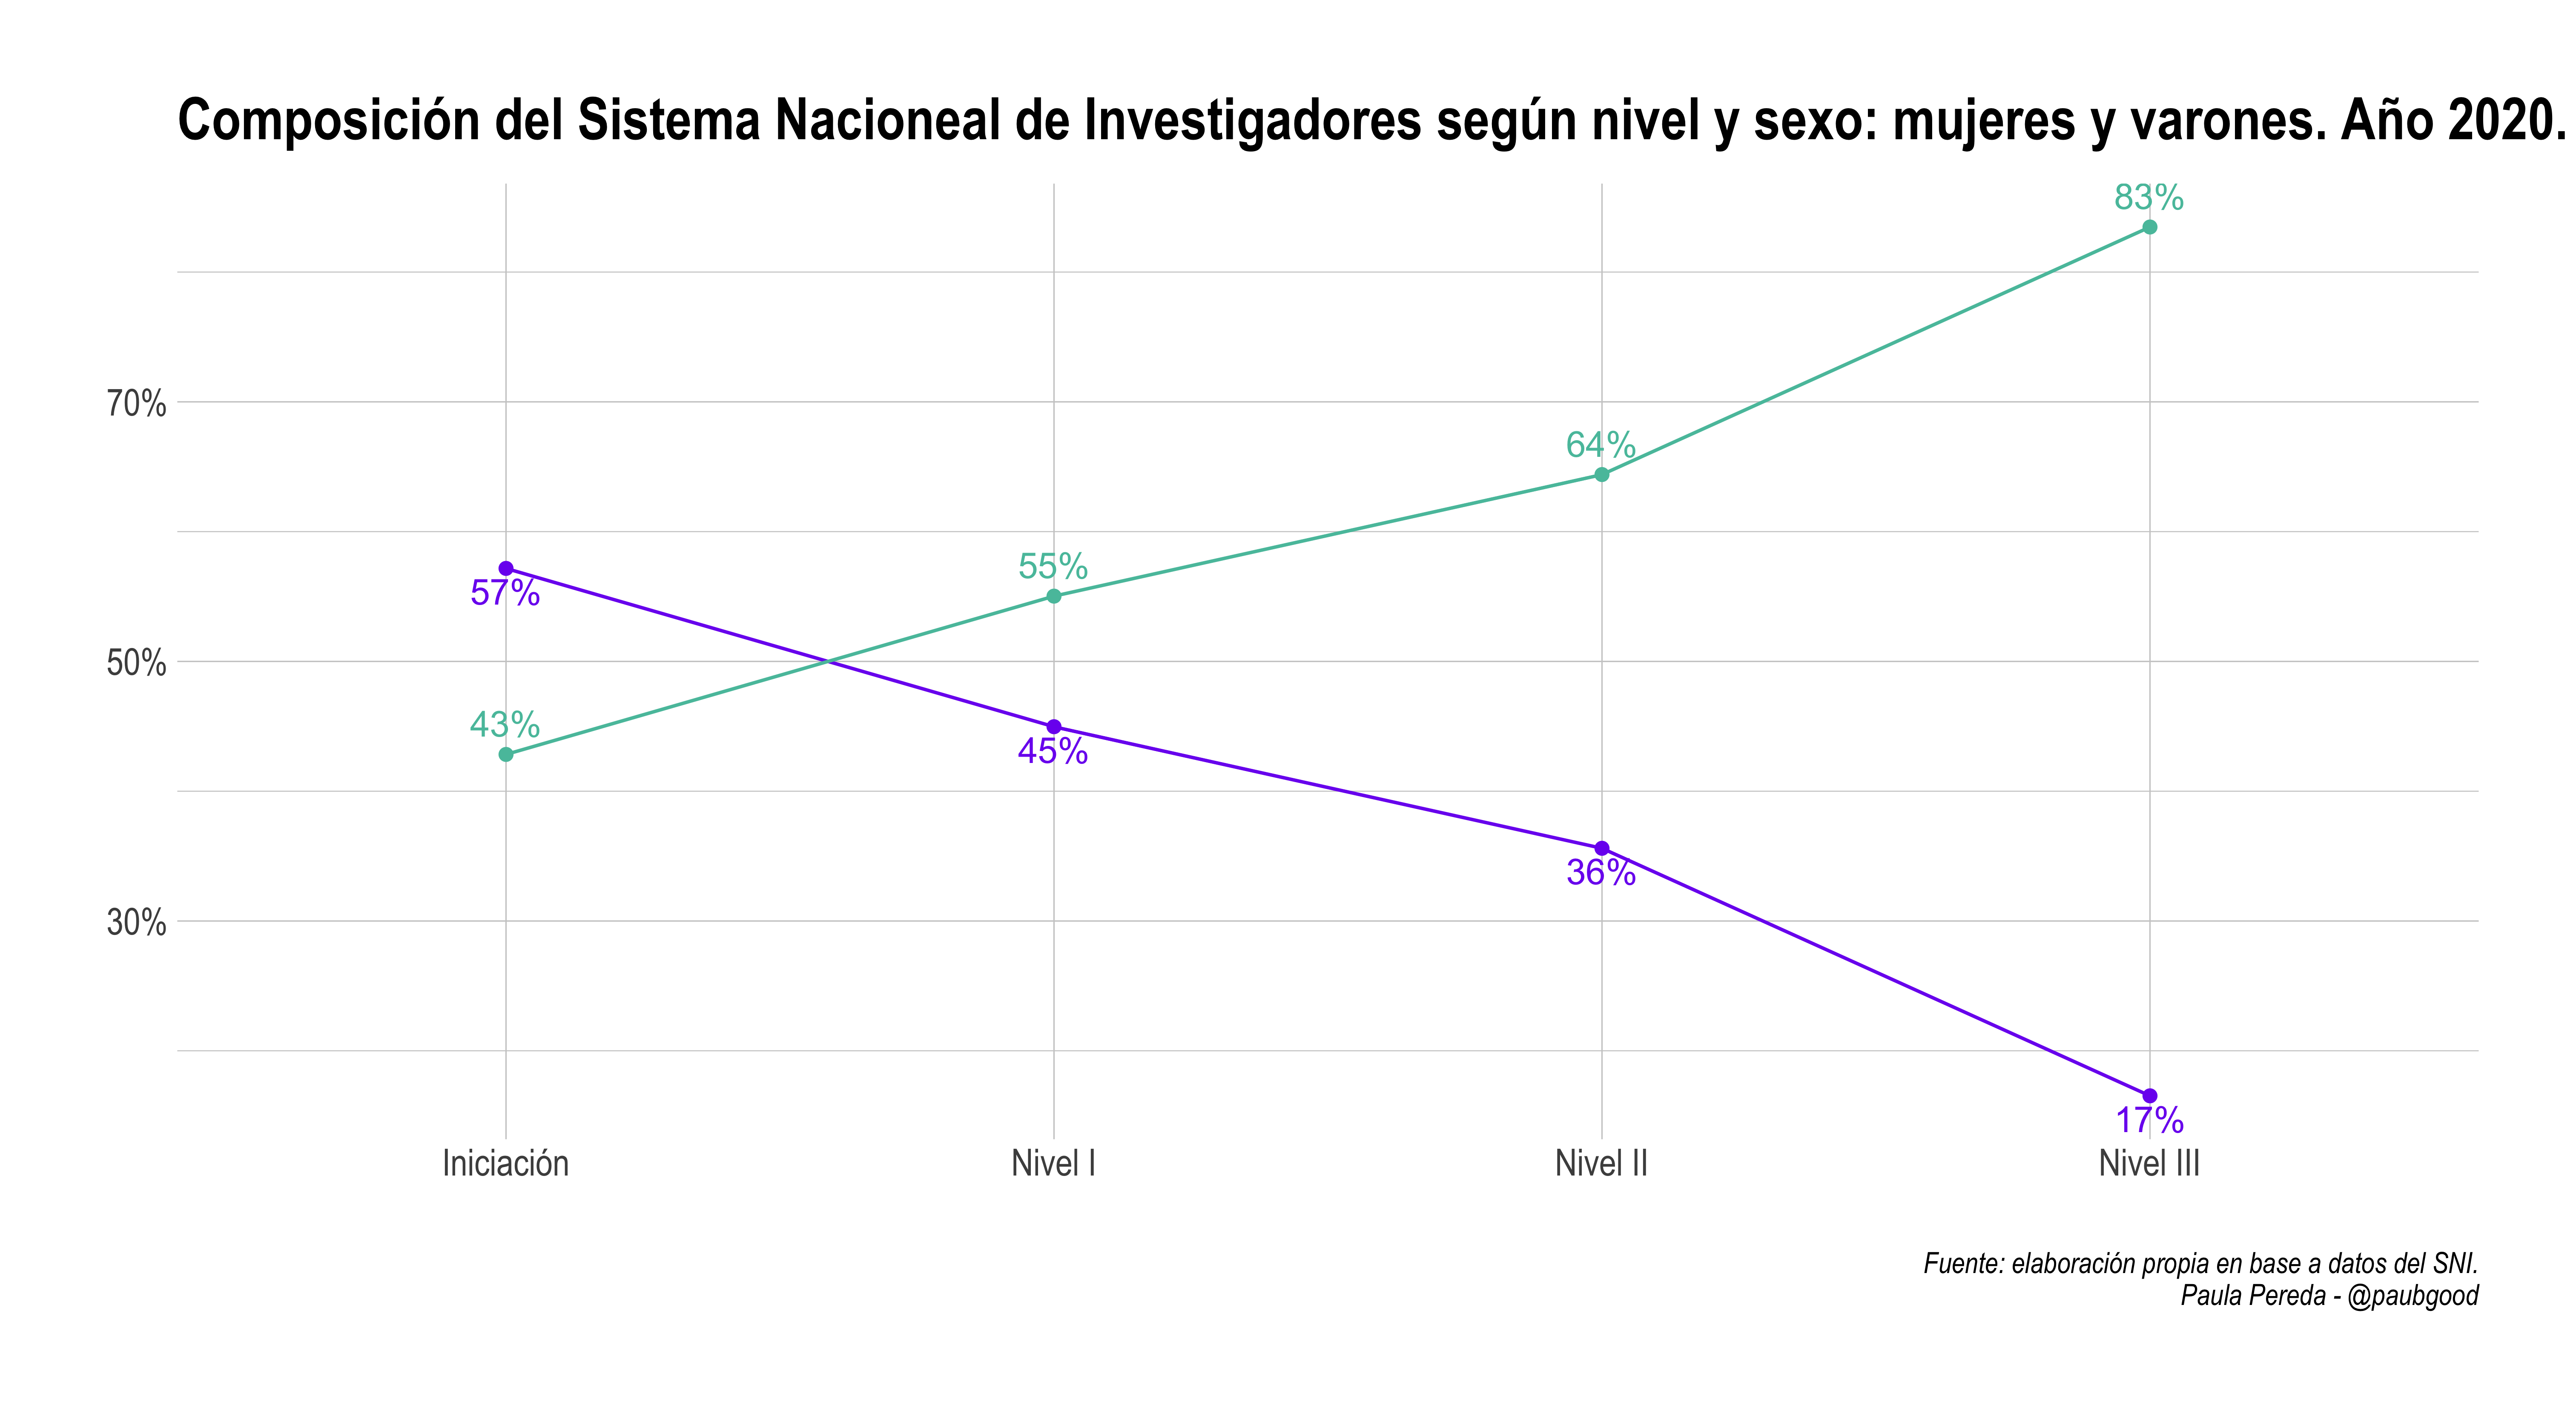 Composición del Sistema Nacioneal de Investigadores según nivel y sexo: mujeres y varones. Año 2020.
83%
70%
64%
57%
55%
50%
43%
45%
36%
30%
17%
Iniciación
Nivel I
Nivel II
Nivel III
Fuente: elaboración propia en base a datos del SNI.
Paula Pereda - @paubgood